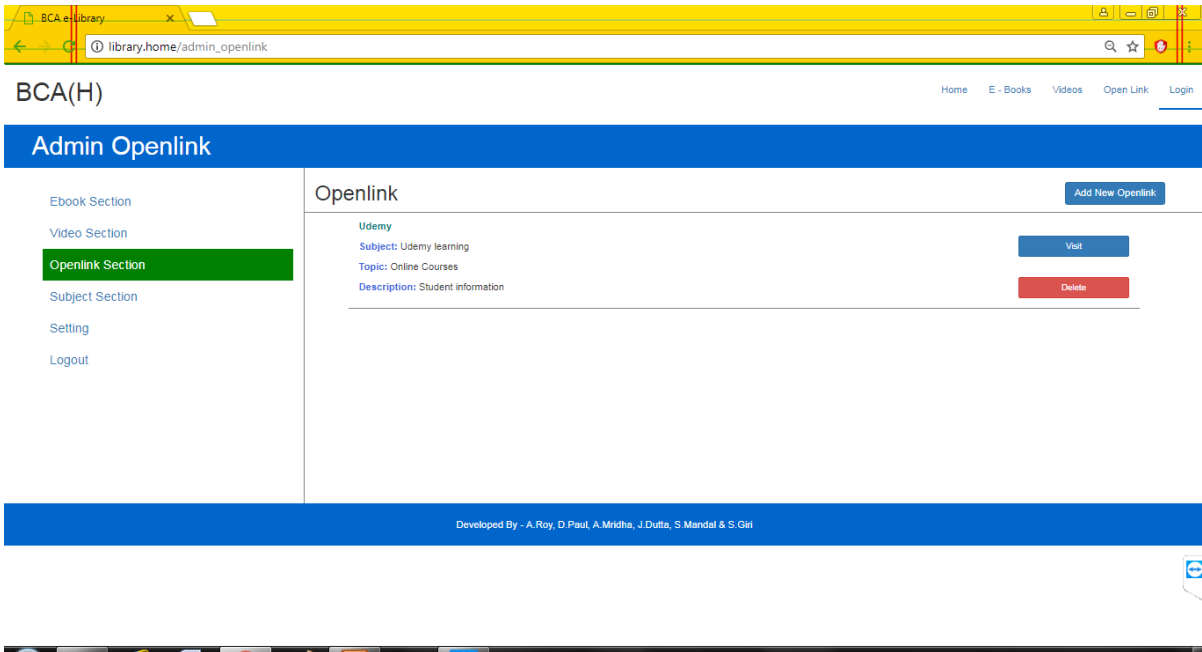 BCA e-Library
library.home/admin_openlink
BCA(H)
Home E - Books Videos Open Link Login
Admin Openlink
Ebook Section
Video Section
Openlink Section
Subject Section
Setting
Logout
Openlink
Add New Openlink
Udemy
Subject: Udemy learning
Topic: Online Courses
Description: Student information
Visit
Delete
Developed By - A.Roy, D.Paul, A.Mridha, J.Dutta, S.Mandal & S.Giri